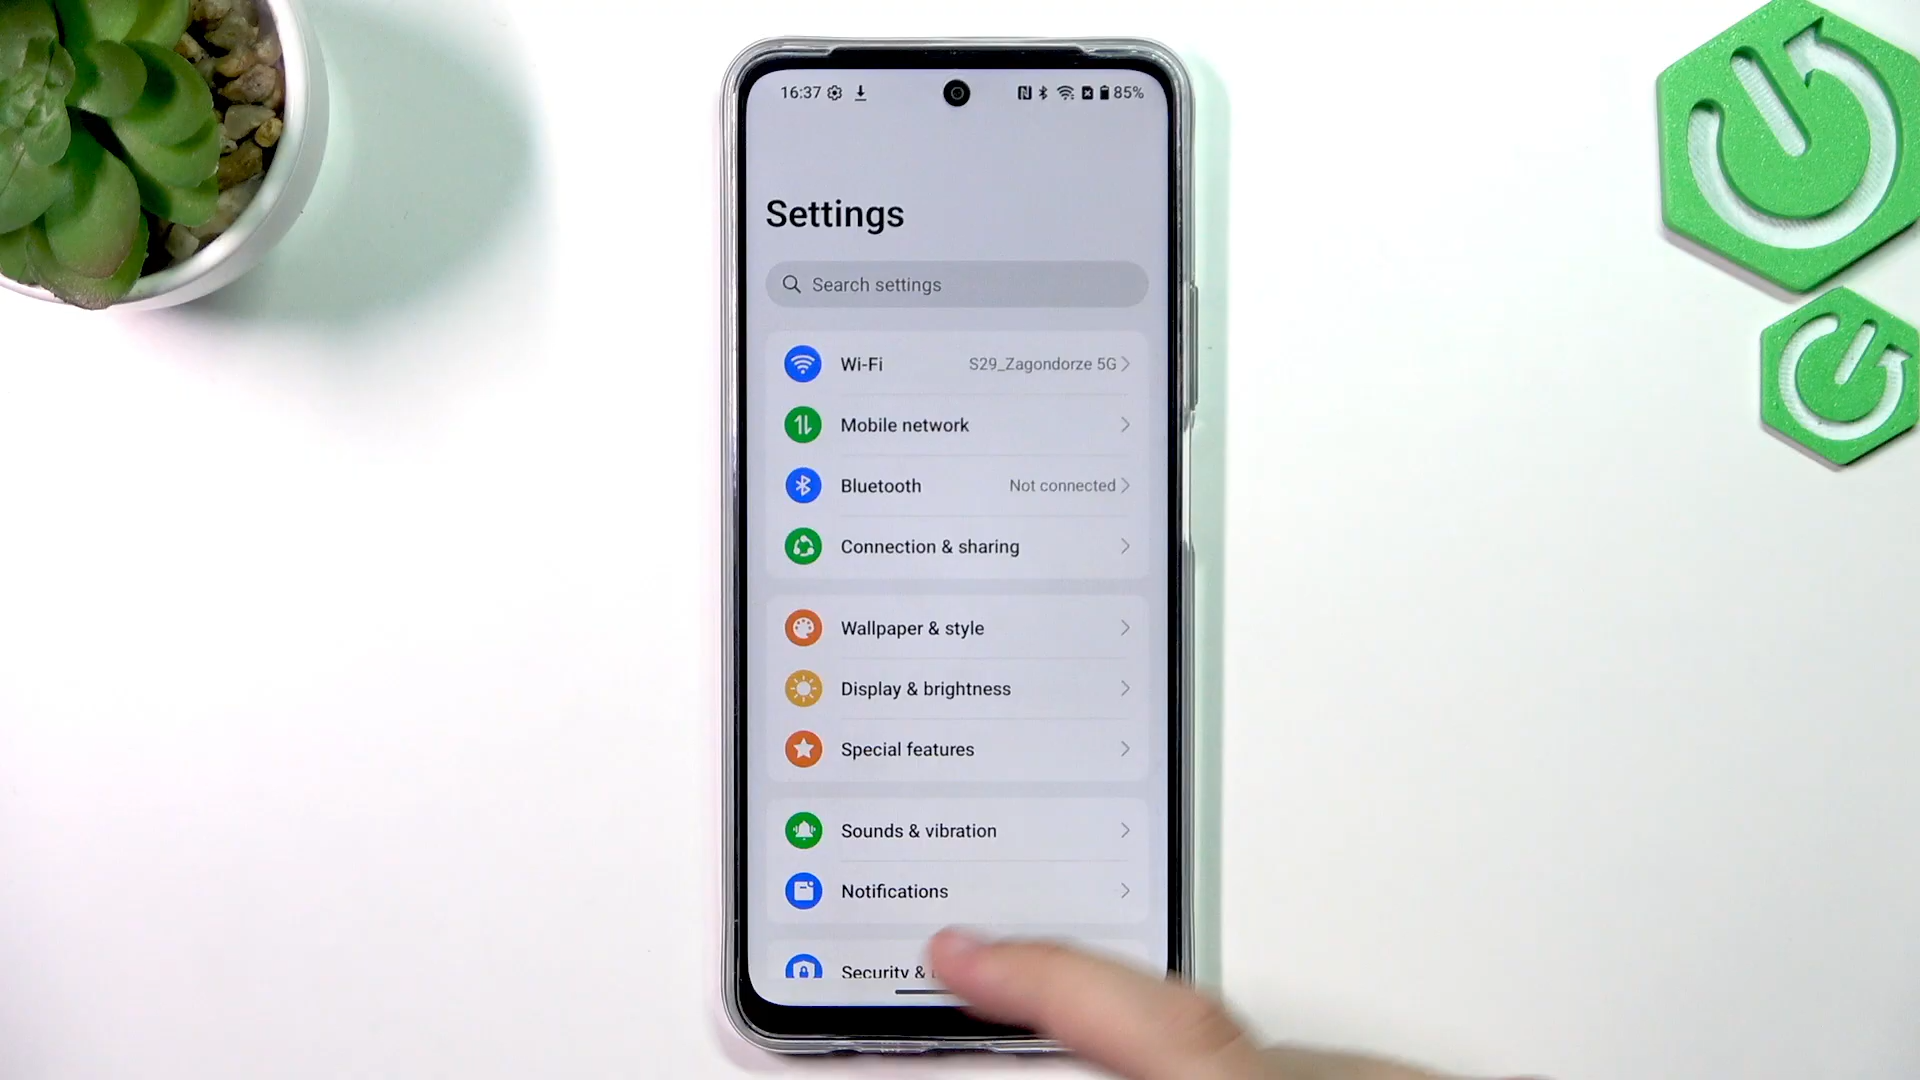 16:37 85%
Settings
Search settings
Wi-Fi S29_Zagondorze 5G
Mobile network
Bluetooth Not connected
Connection & sharing
Wallpaper & style
Display & brightness
Special features
Sounds & vibration
Notifications
Security &